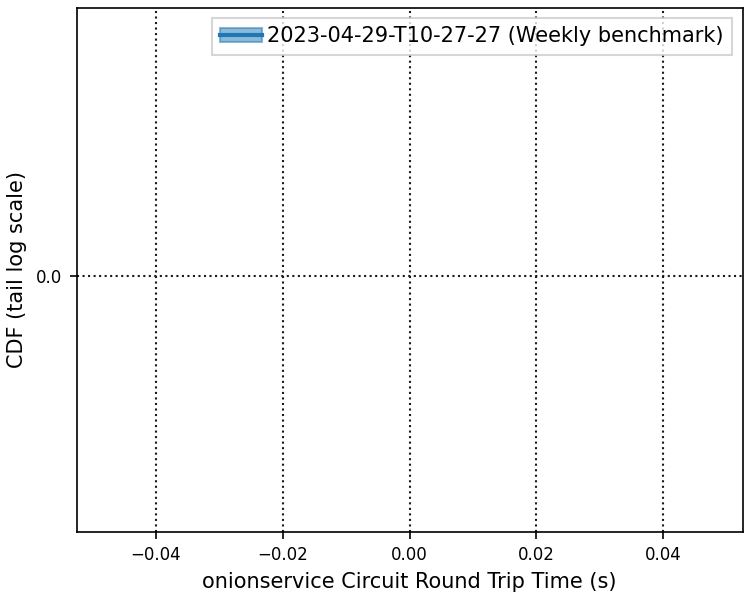 2023-04-29-T10-27-27 (Weekly benchmark)
CDF (tail log scale)
0.0
−0.04 −0.02 0.00 0.02 0.04
onionservice Circuit Round Trip Time (s)